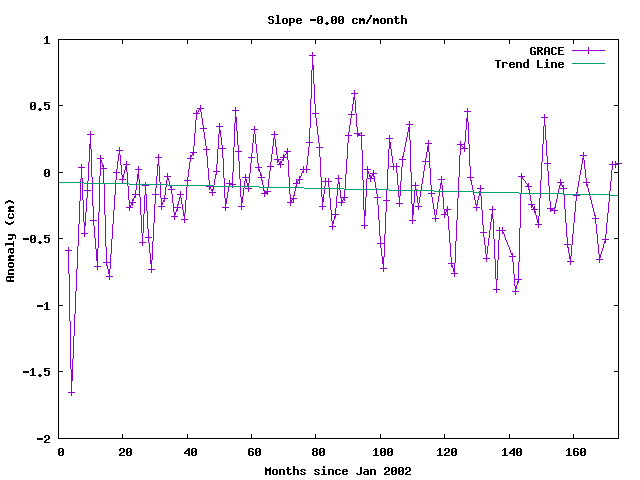 Slope -0.00 cm/month
GRACE
Trend Line
1
0.5
0
-0.5
-1
-1.5
-2
Anomaly (cm)
0 20 40 60 80 100 120 140 160
Months since Jan 2002